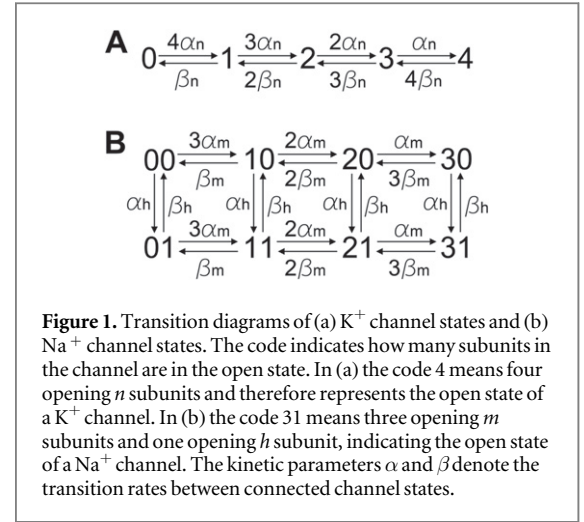 A 0 4αn 1 3αn 2 2αn 3 αn 4
βn 2βn 3βn 4βn
B 00 3αm 10 2αm 20 αm 30
βm 2βm 3βm
αh βh αh βh αh βh αh βh
01 3αm 11 2αm 21 αm 31
βm 2βm 3βm
Figure 1. Transition diagrams of (a) K⁺ channel states and (b)
Na⁺ channel states. The code indicates how many subunits in
the channel are in the open state. In (a) the code 4 means four
opening n subunits and therefore represents the open state of
a K⁺ channel. In (b) the code 31 means three opening m
subunits and one opening h subunit, indicating the open state
of a Na⁺ channel. The kinetic parameters α and β denote the
transition rates between connected channel states.